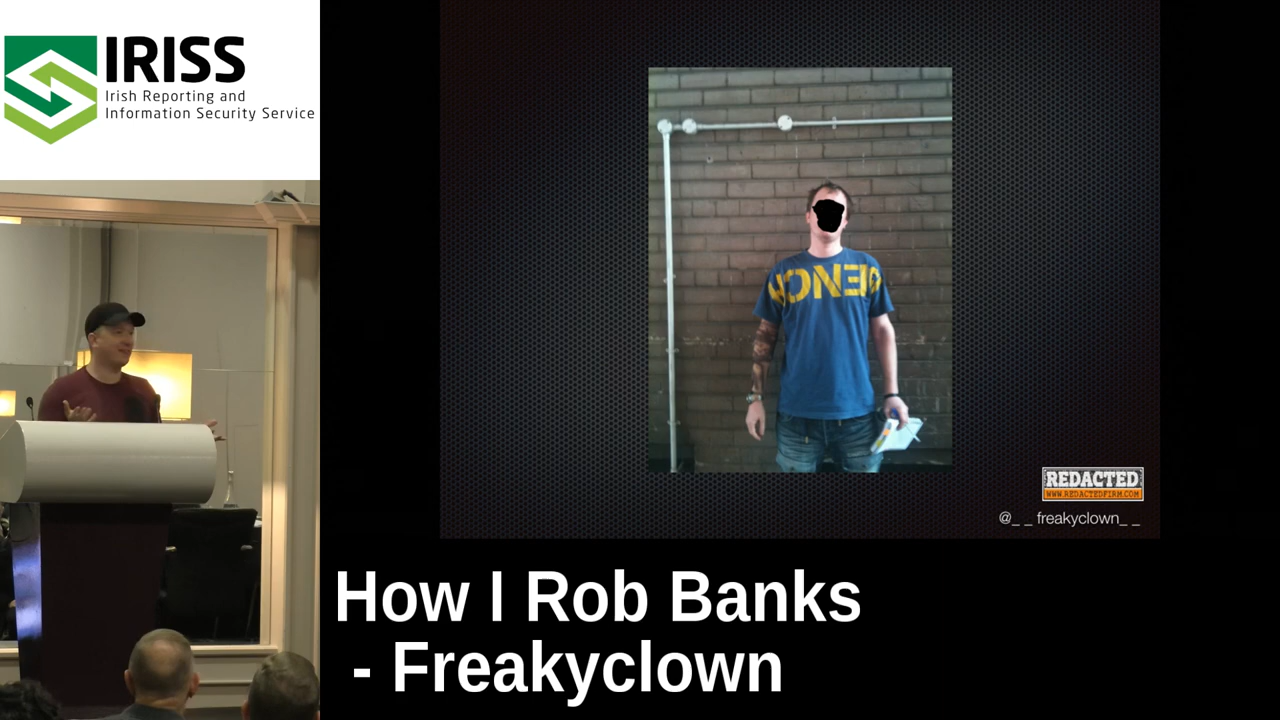 IRISS
Irish Reporting and
Information Security Service
REDACTED
WWW.REDACTEDFIRM.COM
@_ _ freakyclown_ _
How I Rob Banks
- Freakyclown